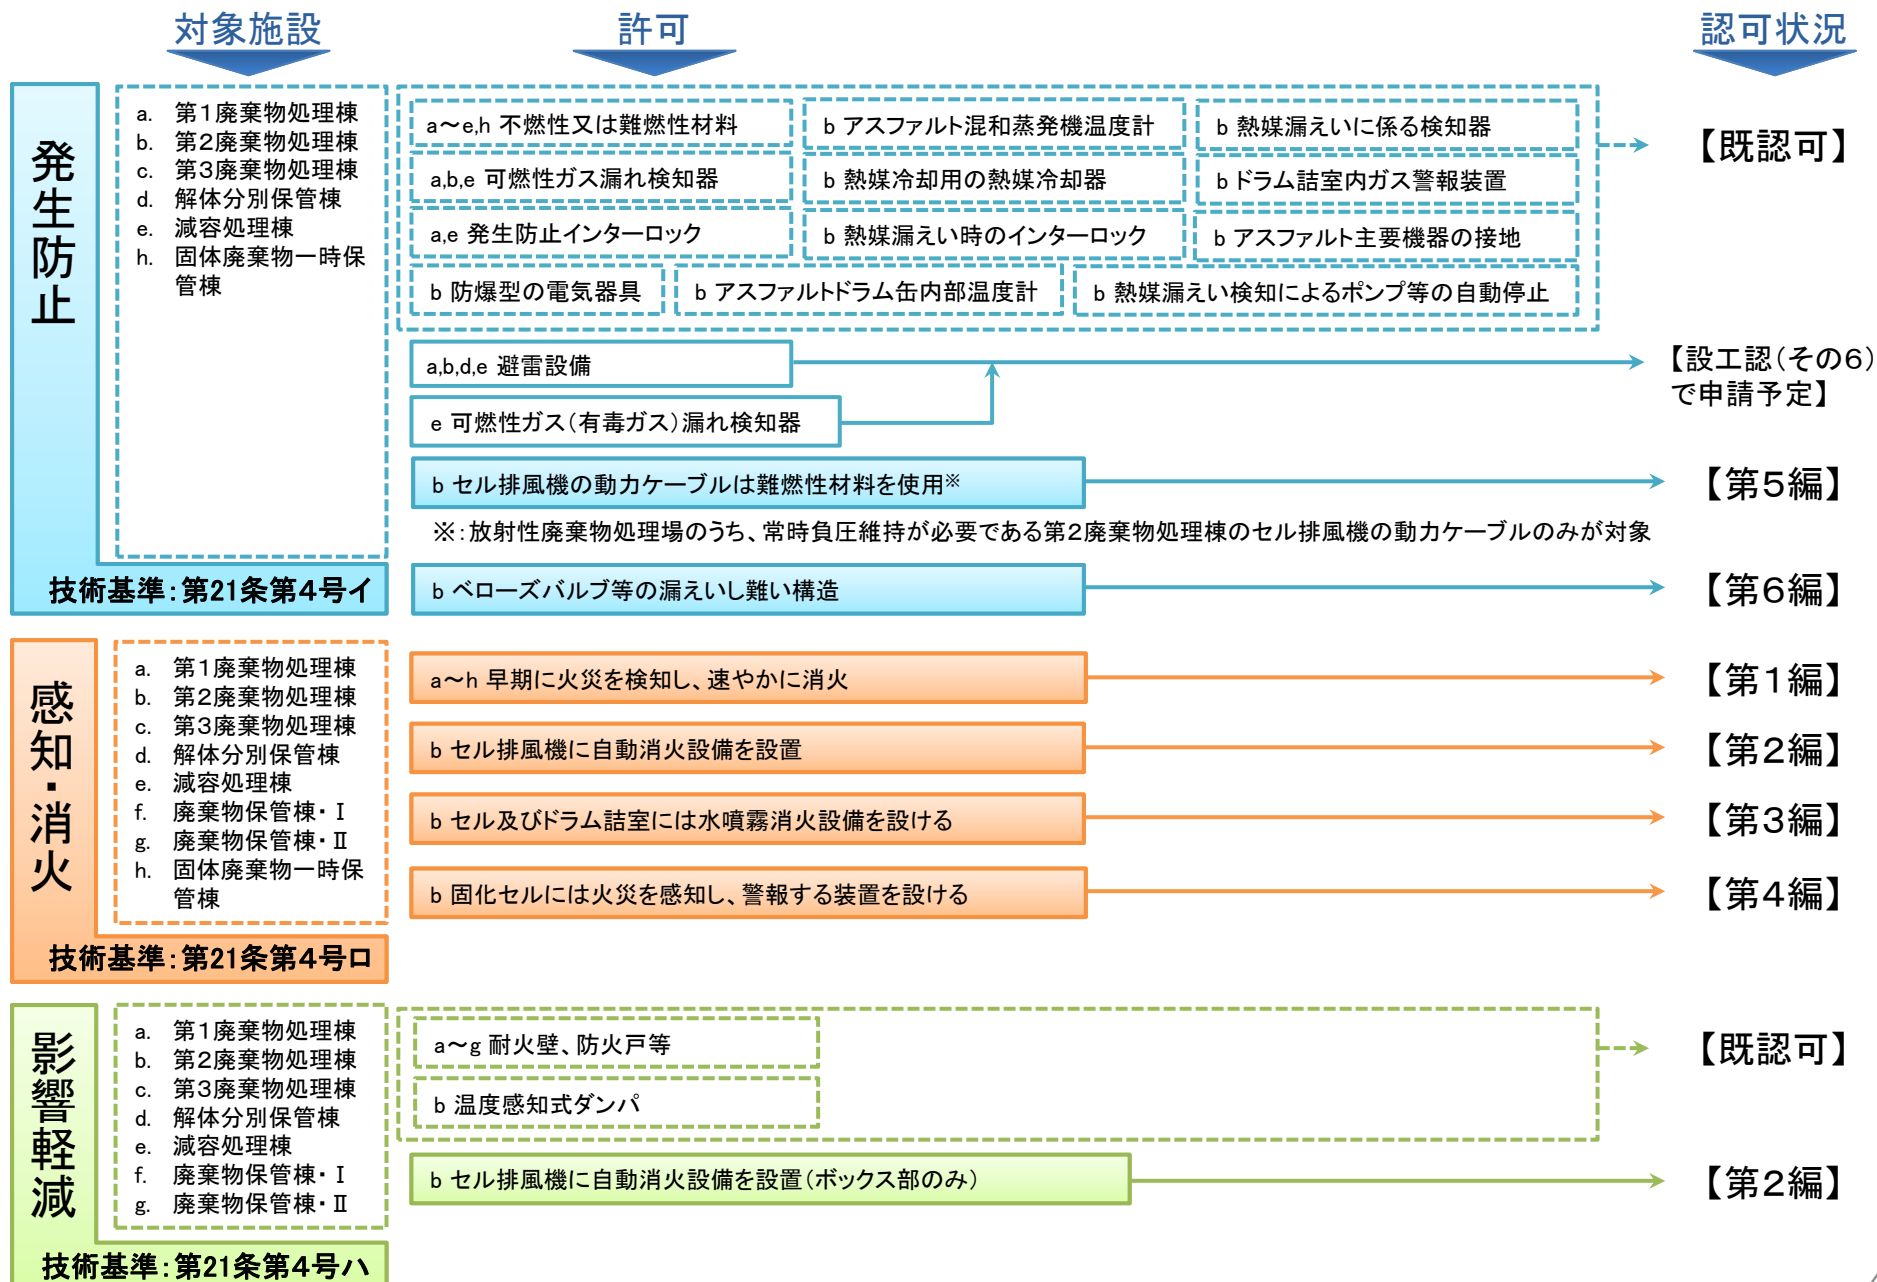 対象施設
許可
認可状況
発生防止
a. 第1廃棄物処理棟
b. 第2廃棄物処理棟
c. 第3廃棄物処理棟
d. 解体分別保管棟
e. 減容処理棟
h. 固体廃棄物一時保
管棟
技術基準：第21条第4号イ
a～e,h 不燃性又は難燃性材料
b アスファルト混和蒸発機温度計
b 熱媒漏えいに係る検知器
a,b,e 可燃性ガス漏れ検知器
b 熱媒冷却用の熱媒冷却器
b ドラム詰室内ガス警報装置
a,e 発生防止インターロック
b 熱媒漏えい時のインターロック
b アスファルト主要機器の接地
b 防爆型の電気器具
b アスファルトドラム缶内部温度計
b 熱媒漏えい検知によるポンプ等の自動停止
【既認可】
a,b,d,e 避雷設備
【設工認（その6）
で申請予定】
e 可燃性ガス（有毒ガス）漏れ検知器
b セル排風機の動力ケーブルは難燃性材料を使用※
【第5編】
※：放射性廃棄物処理場のうち、常時負圧維持が必要である第2廃棄物処理棟のセル排風機の動力ケーブルのみが対象
b ベローズバルブ等の漏えいし難い構造
【第6編】
感知・消火
a. 第1廃棄物処理棟
b. 第2廃棄物処理棟
c. 第3廃棄物処理棟
d. 解体分別保管棟
e. 減容処理棟
f. 廃棄物保管棟・Ⅰ
g. 廃棄物保管棟・Ⅱ
h. 固体廃棄物一時保
管棟
技術基準：第21条第4号ロ
a～h 早期に火災を検知し、速やかに消火
【第1編】
b セル排風機に自動消火設備を設置
【第2編】
b セル及びドラム詰室には水噴霧消火設備を設ける
【第3編】
b 固化セルには火災を感知し、警報する装置を設ける
【第4編】
影響軽減
a. 第1廃棄物処理棟
b. 第2廃棄物処理棟
c. 第3廃棄物処理棟
d. 解体分別保管棟
e. 減容処理棟
f. 廃棄物保管棟・Ⅰ
g. 廃棄物保管棟・Ⅱ
技術基準：第21条第4号ハ
a～g 耐火壁、防火戸等
b 温度感知式ダンパ
【既認可】
b セル排風機に自動消火設備を設置（ボックス部のみ）
【第2編】